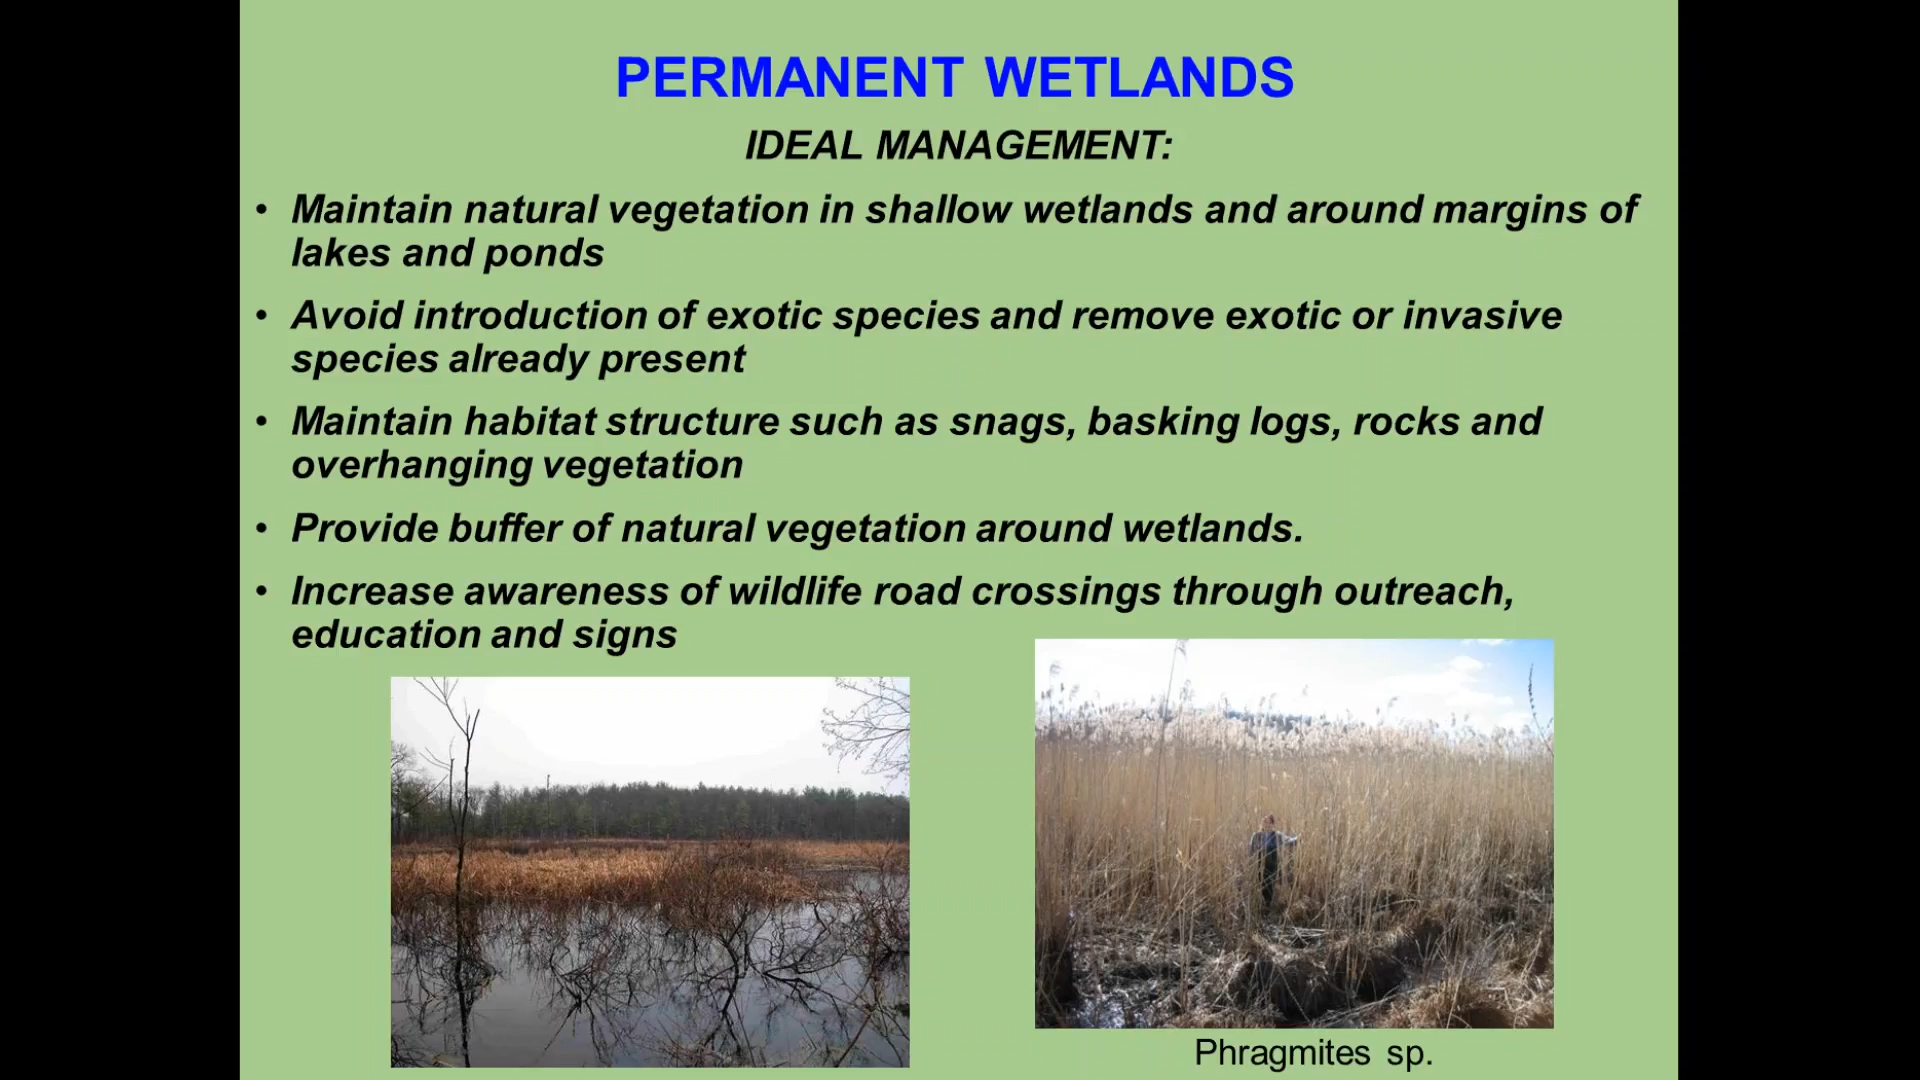 PERMANENT WETLANDS
IDEAL MANAGEMENT:
• Maintain natural vegetation in shallow wetlands and around margins of
lakes and ponds
• Avoid introduction of exotic species and remove exotic or invasive
species already present
• Maintain habitat structure such as snags, basking logs, rocks and
overhanging vegetation
• Provide buffer of natural vegetation around wetlands.
• Increase awareness of wildlife road crossings through outreach,
education and signs
Phragmites sp.